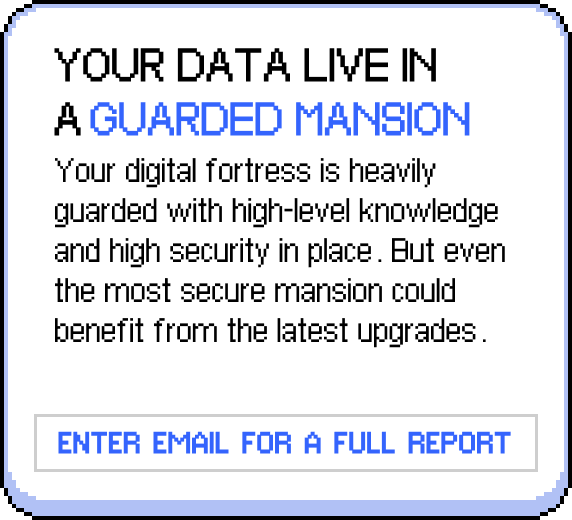 YOUR DATA LIVE IN
A GUARDED MANSION
Your digital fortress is heavily
guarded with high-level knowledge
and high security in place. But even
the most secure mansion could
benefit from the latest upgrades.
ENTER EMAIL FOR A FULL REPORT